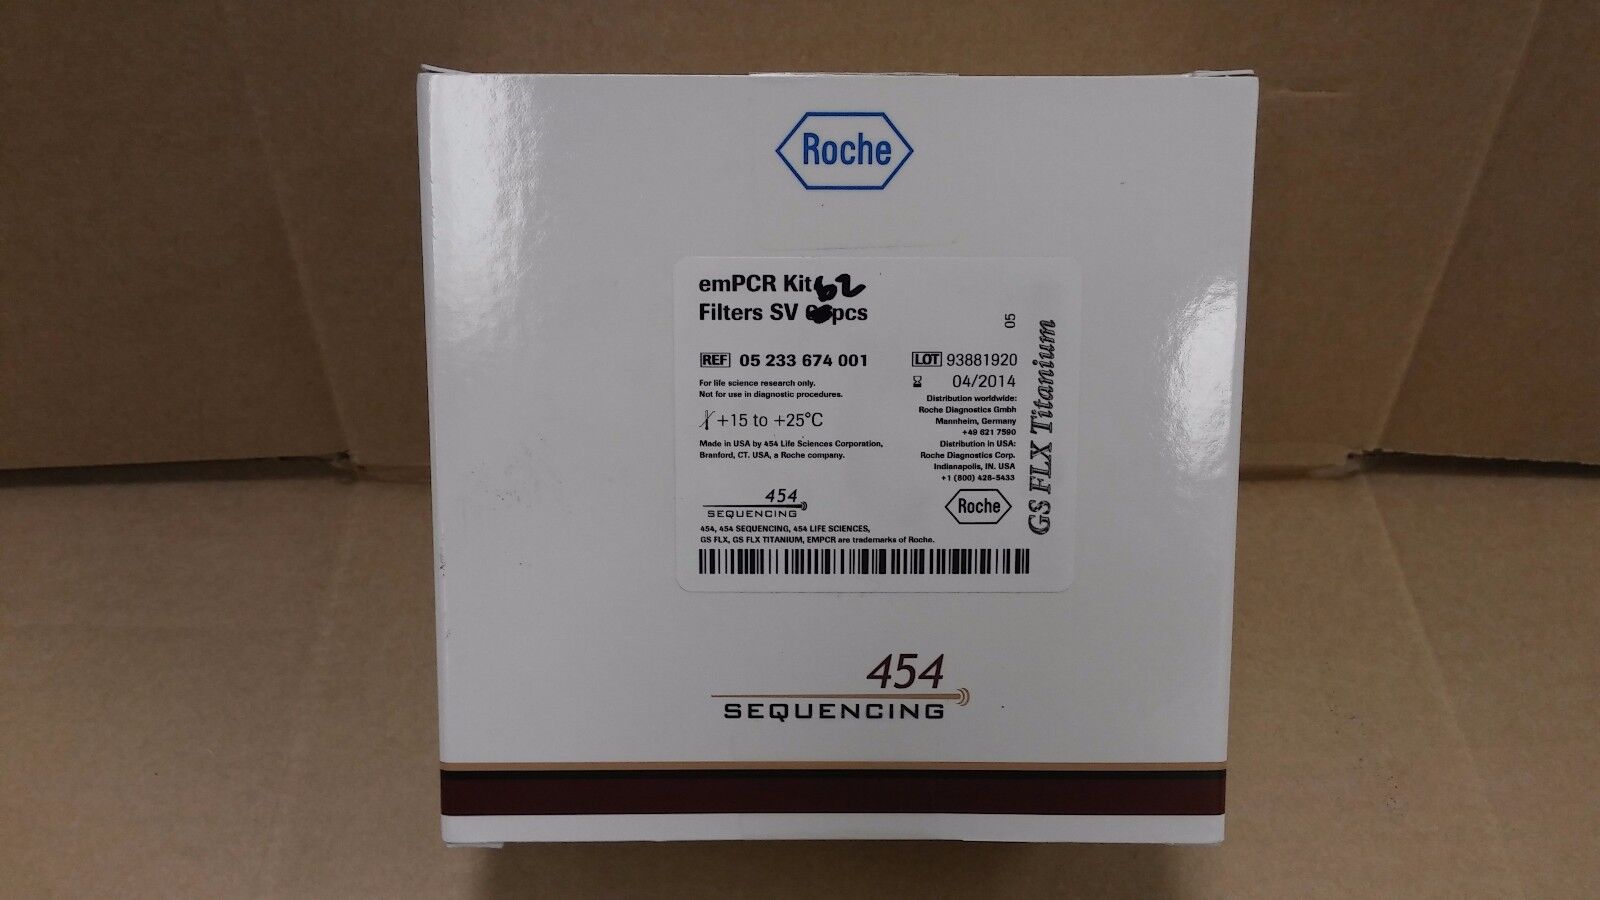 Roche
emPCR Kit 62
Filters SV pcs
05
REF 05 233 674 001
LOT 93881920
For life science research only.
Not for use in diagnostic procedures.
04/2014
+15 to +25°C
Distribution worldwide:
Roche Diagnostics GmbH
Mannheim, Germany
+49 621 7590
Made in USA by 454 Life Sciences Corporation,
Branford, CT. USA, a Roche company.
Distribution in USA:
Roche Diagnostics Corp.
Indianapolis, IN. USA
+1 (800) 428-5433
GS FLX Titanium
454
SEQUENCING
Roche
454, 454 SEQUENCING, 454 LIFE SCIENCES,
GS FLX, GS FLX TITANIUM, EMPCR are trademarks of Roche.
454
SEQUENCING